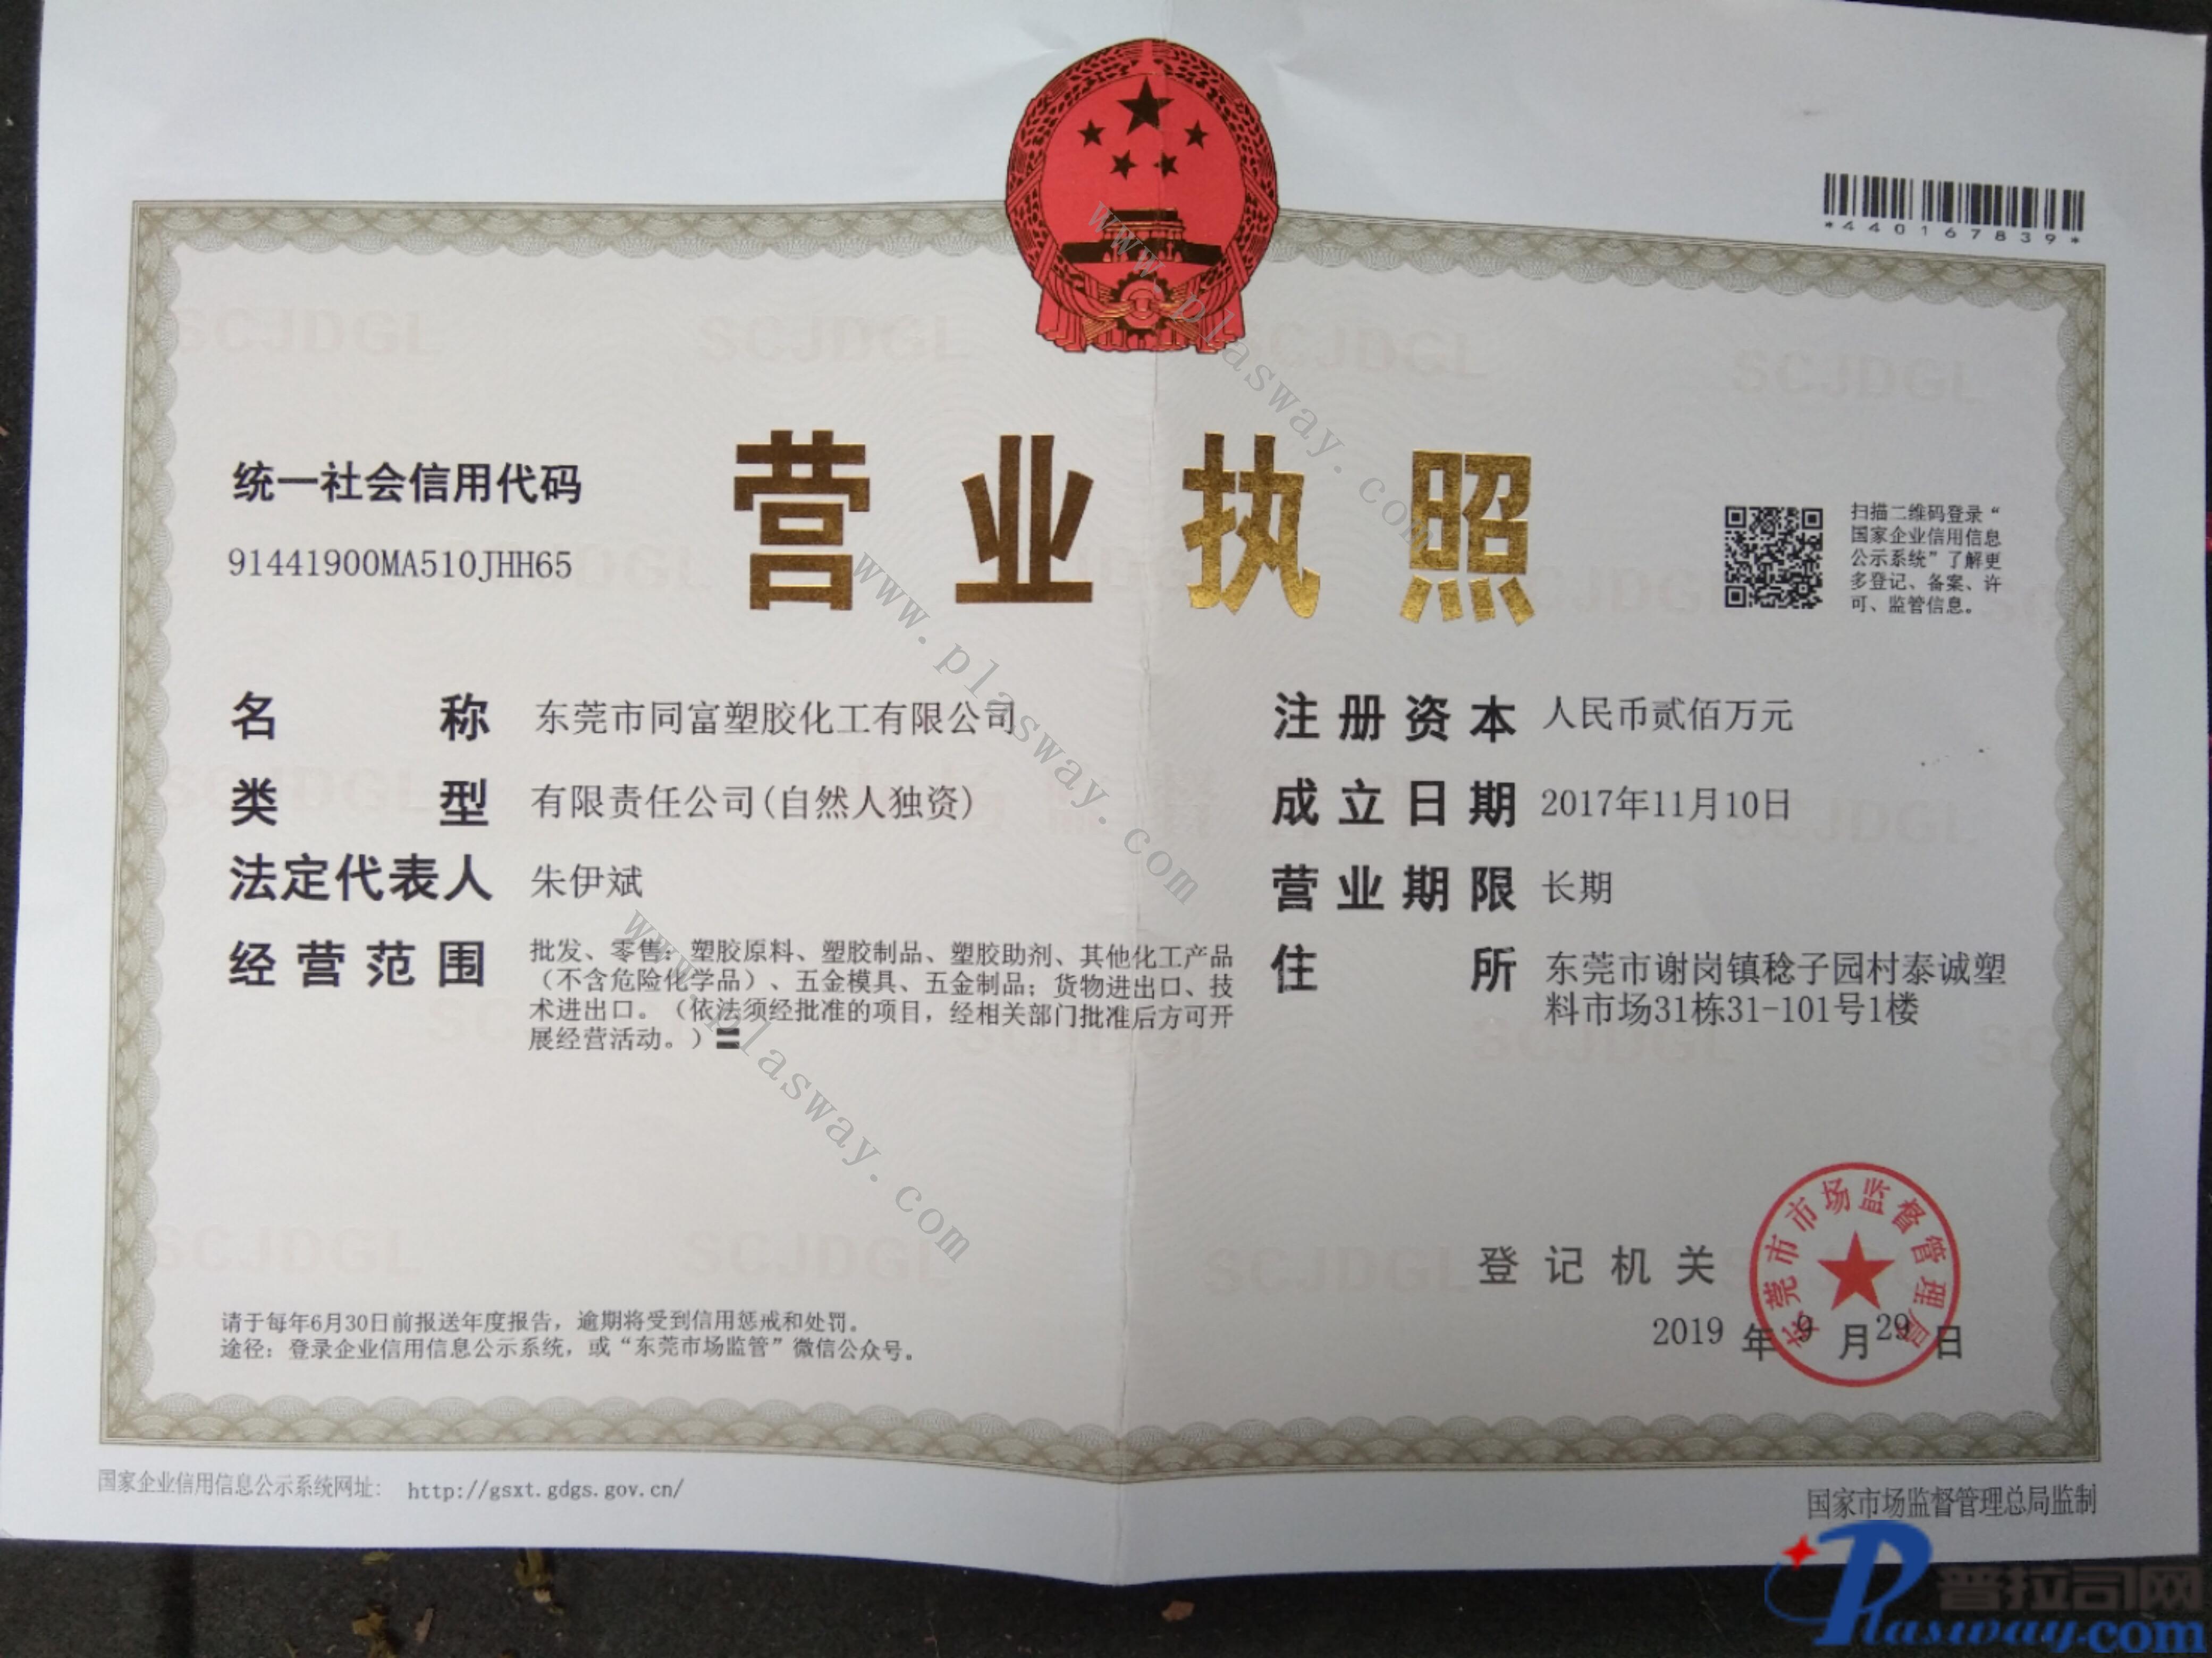 *440167839*
营业执照
统一社会信用代码
91441900MA510JHH65
扫描二维码登录“
国家企业信用信息
公示系统”了解更
多登记、备案、许
可、监管信息。
名称 东莞市同富塑胶化工有限公司
类型 有限责任公司(自然人独资)
法定代表人 朱伊斌
经营范围 批发、零售：塑胶原料、塑胶制品、塑胶助剂、其他化工产品
（不含危险化学品）、五金模具、五金制品；货物进出口、技
术进出口。（依法须经批准的项目，经相关部门批准后方可开
展经营活动。）
注册资本 人民币贰佰万元
成立日期 2017年11月10日
营业期限 长期
住所 东莞市谢岗镇稔子园村泰诚塑
料市场31栋31-101号1楼
登记机关
东莞市市场监督管理局
2019年9月29日
请于每年6月30日前报送年度报告，逾期将受到信用惩戒和处罚。
途径：登录企业信用信息公示系统，或“东莞市场监管”微信公众号。
国家企业信用信息公示系统网址： http://gsxt.gdgs.gov.cn/
国家市场监督管理总局监制
www.plasway.com
www.plasway.com
www.plasway.com
SCJDGL
普拉司网
Plasway.com